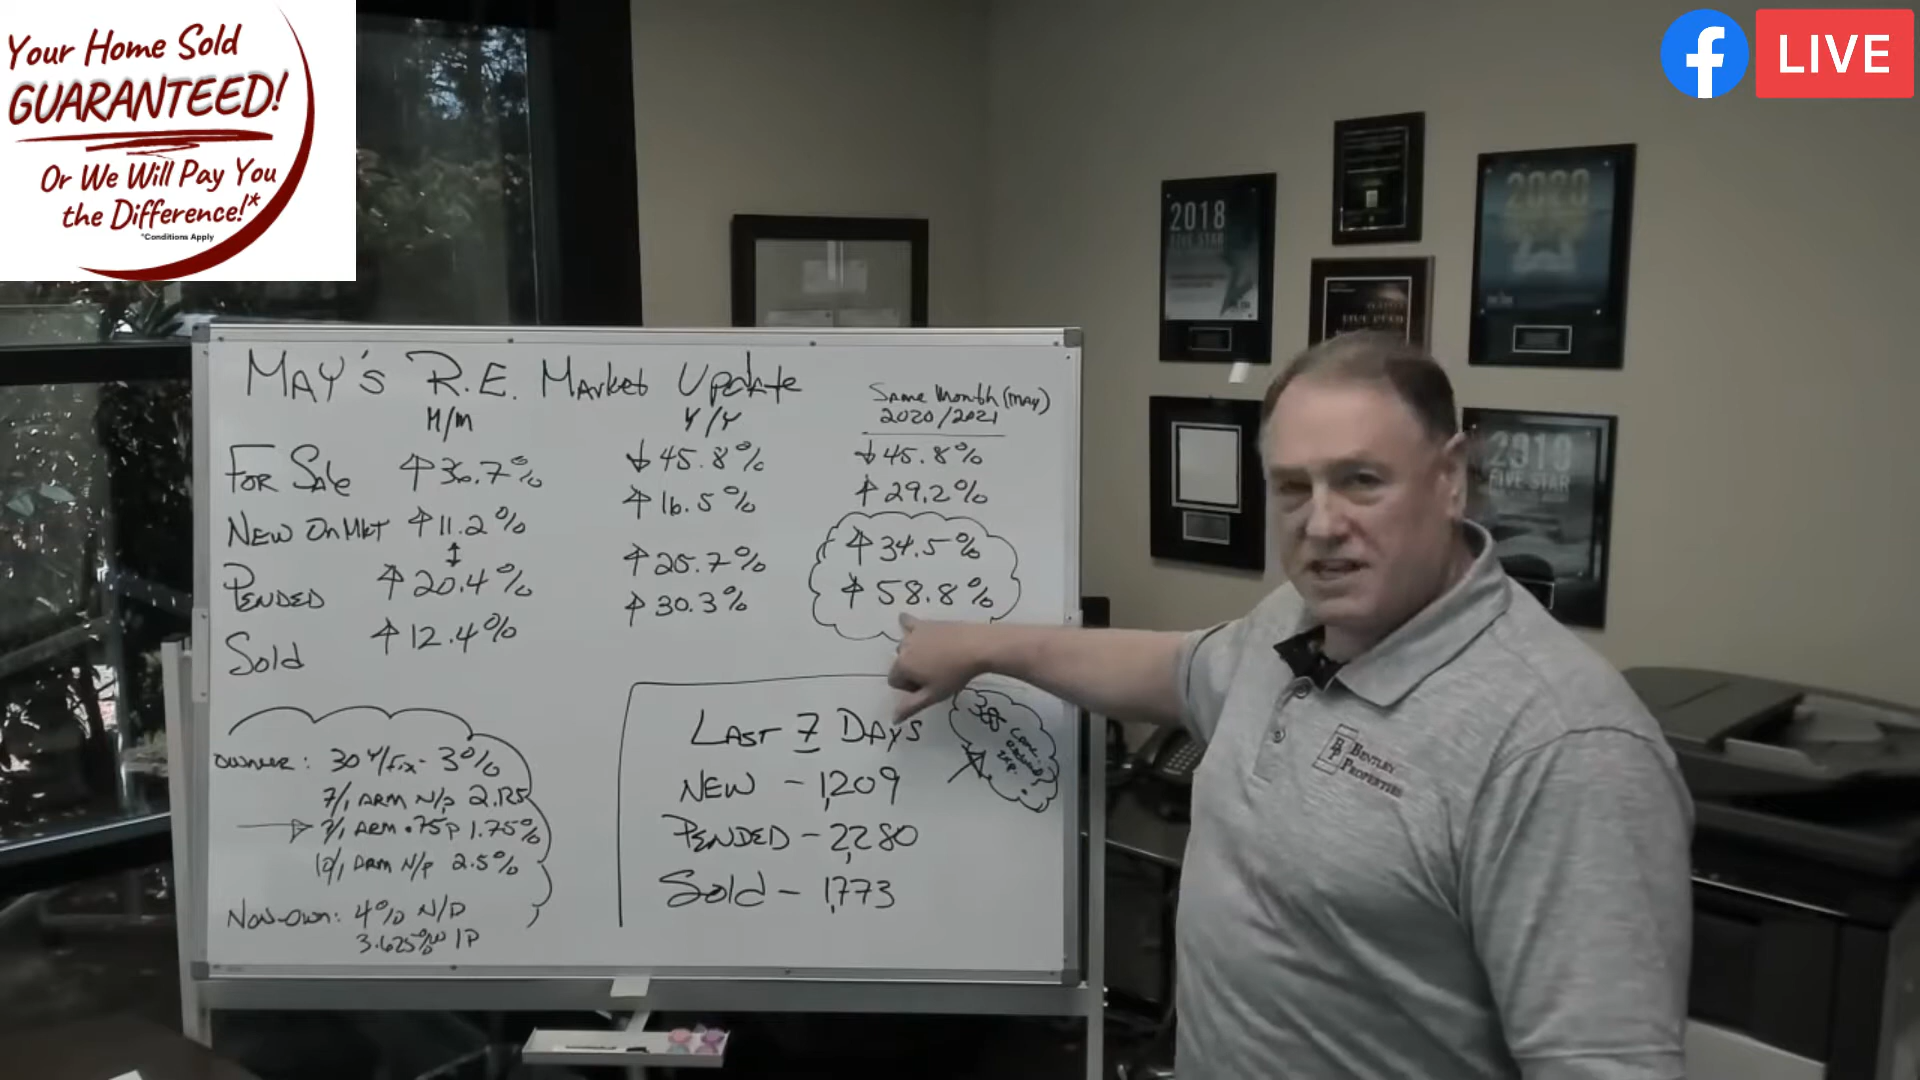 Your Home Sold
GUARANTEED!
Or We Will Pay You
the Difference!*
*Conditions Apply
f LIVE
2018
FIVE STAR
2020
2019
FIVE STAR
MAY'S R.E. Market Update
M/M
Y/Y
Same Month (May)
2020/2021
FOR Sale ↑36.7% ↓45.8% ↓45.8%
NEW On Mkt ↑11.2% ↑16.5% ↑29.2%
↕
PENDED ↑20.4% ↑25.7% ↑34.5%
Sold ↑12.4% ↑30.3% ↑58.8%
OWNER: 30 Y/Fix - 3%
7/1 ARM N/P 2.125
→ 7/1 ARM .75P 1.75%
10/1 ARM N/P 2.5%
NON-OWN: 4% N/P
3.625% w 1P
LAST 7 DAYS
NEW - 1,209
PENDED - 2,280
Sold - 1,773
385
BENTLEY
PROPERTIES